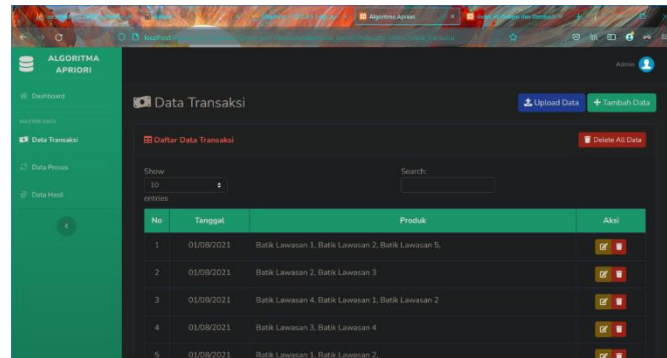 Algoritma Apriori
localhost
ALGORITMA
APRIORI
Admin
Dashboard
Data Transaksi
Upload Data
Tambah Data
MASTER DATA
Data Transaksi
Daftar Data Transaksi
Delete All Data
Data Proses
Show
Search:
10
Data Hasil
entries
No Tanggal Produk Aksi
1 01/08/2021 Batik Lawasan 1, Batik Lawasan 2, Batik Lawasan 5,
2 01/08/2021 Batik Lawasan 2, Batik Lawasan 3
3 01/08/2021 Batik Lawasan 4, Batik Lawasan 1, Batik Lawasan 2
4 01/08/2021 Batik Lawasan 3, Batik Lawasan 4
5 01/08/2021 Batik Lawasan 1, Batik Lawasan 2,